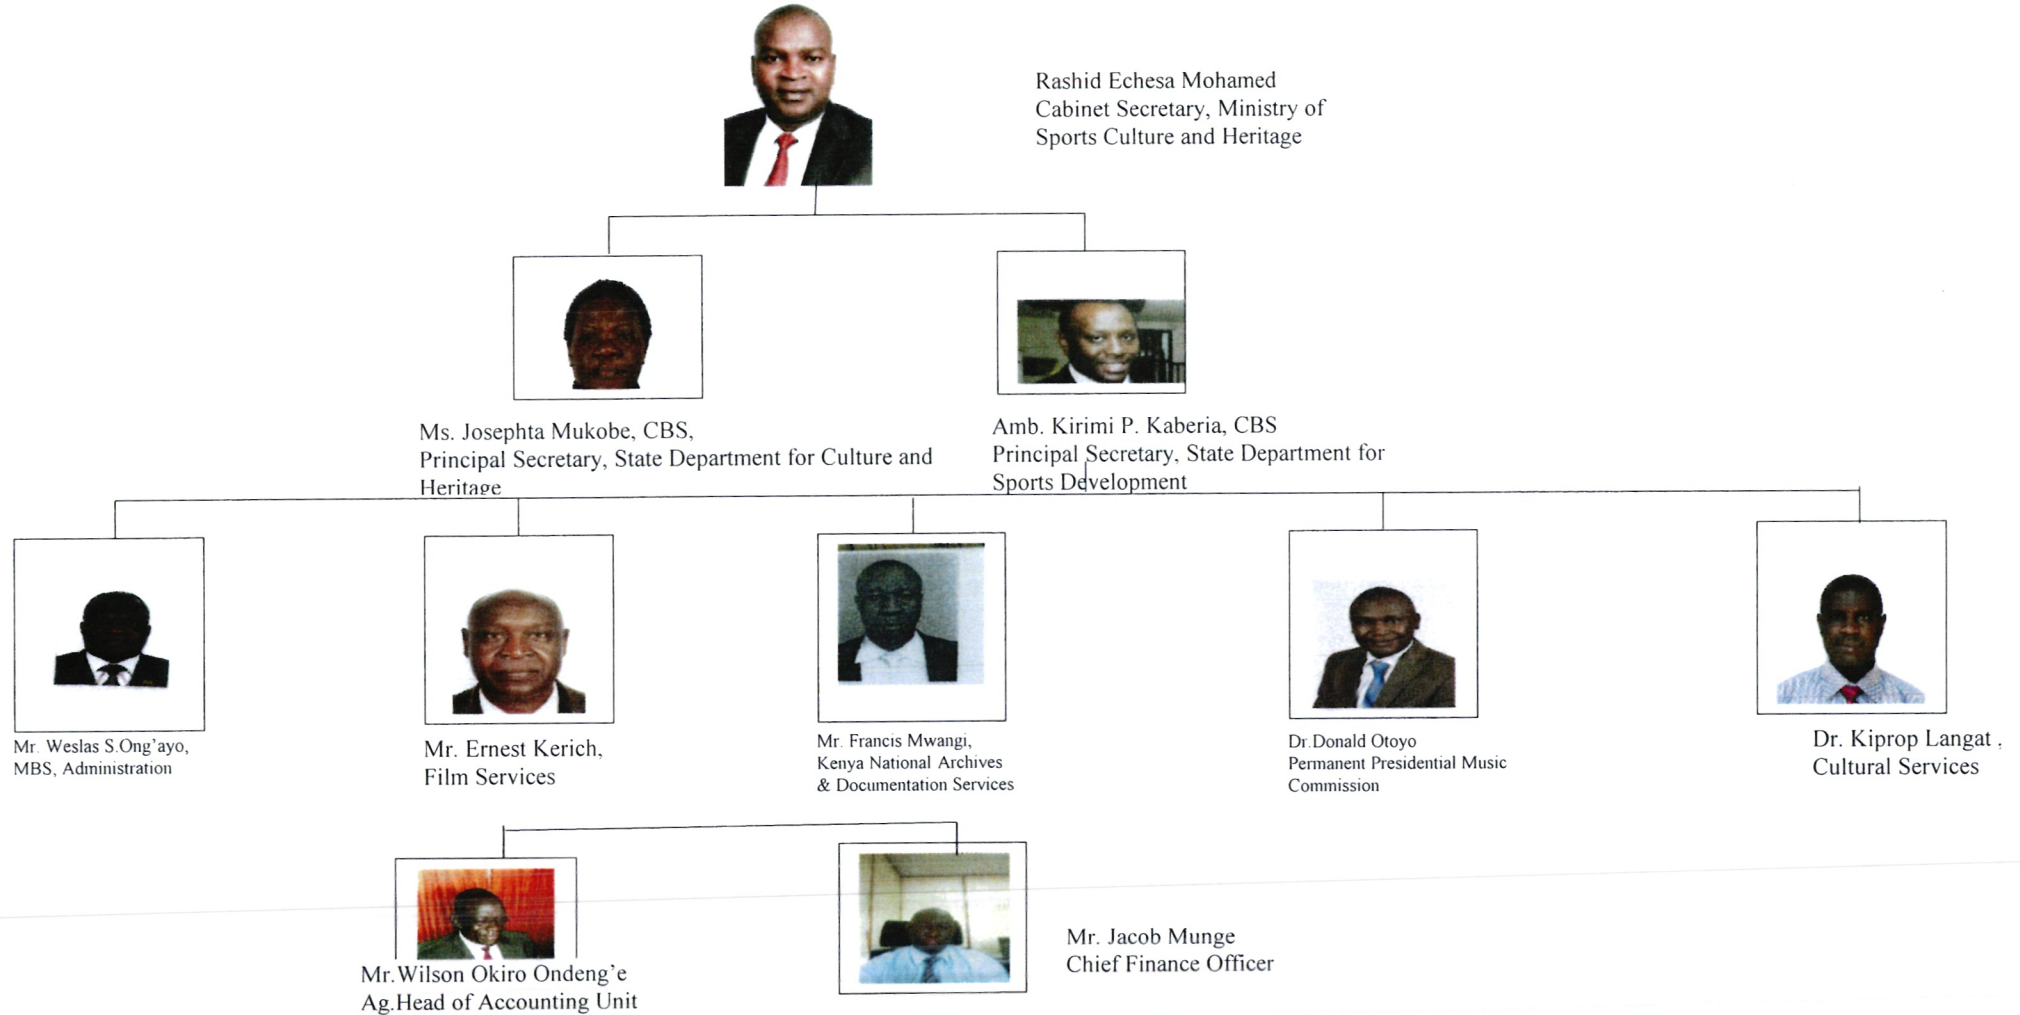 Rashid Echesa Mohamed
Cabinet Secretary, Ministry of
Sports Culture and Heritage
Ms. Josephta Mukobe, CBS,
Principal Secretary, State Department for Culture and
Heritage
Amb. Kirimi P. Kaberia, CBS
Principal Secretary, State Department for
Sports Development
Mr. Weslas S.Ong'ayo,
MBS, Administration
Mr. Ernest Kerich,
Film Services
Mr. Francis Mwangi,
Kenya National Archives
& Documentation Services
Dr.Donald Otoyo
Permanent Presidential Music
Commission
Dr. Kiprop Langat ,
Cultural Services
Mr.Wilson Okiro Ondeng'e
Ag.Head of Accounting Unit
Mr. Jacob Munge
Chief Finance Officer